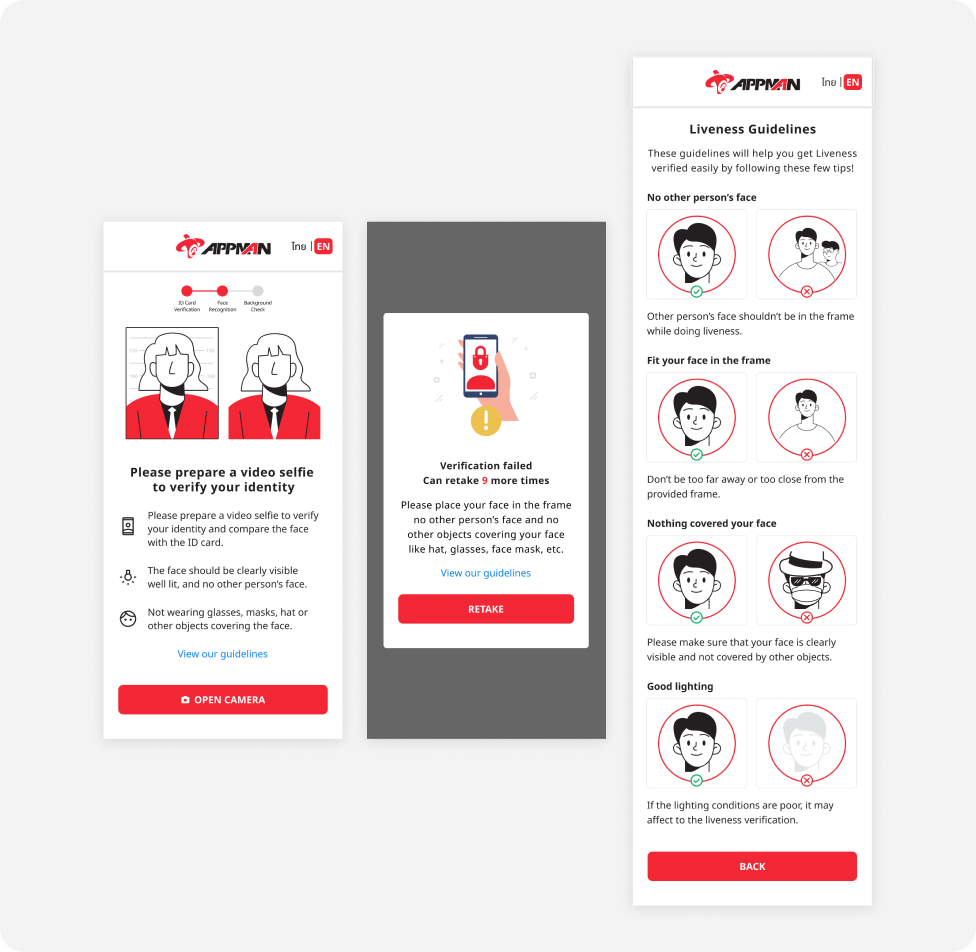 APPMAN
ไทย | EN
ID Card Verification
Face Recognition
Background Check
Please prepare a video selfie
to verify your identity
Please prepare a video selfie to verify
your identity and compare the face
with the ID card.
The face should be clearly visible
well lit, and no other person's face.
Not wearing glasses, masks, hat or
other objects covering the face.
View our guidelines
OPEN CAMERA
Verification failed
Can retake 9 more times
Please place your face in the frame
no other person's face and no
other objects covering your face
like hat, glasses, face mask, etc.
View our guidelines
RETAKE
APPMAN
ไทย | EN
Liveness Guidelines
These guidelines will help you get Liveness
verified easily by following these few tips!
No other person's face
Other person's face shouldn't be in the frame
while doing liveness.
Fit your face in the frame
Don't be too far away or too close from the
provided frame.
Nothing covered your face
Please make sure that your face is clearly
visible and not covered by other objects.
Good lighting
If the lighting conditions are poor, it may
affect to the liveness verification.
BACK